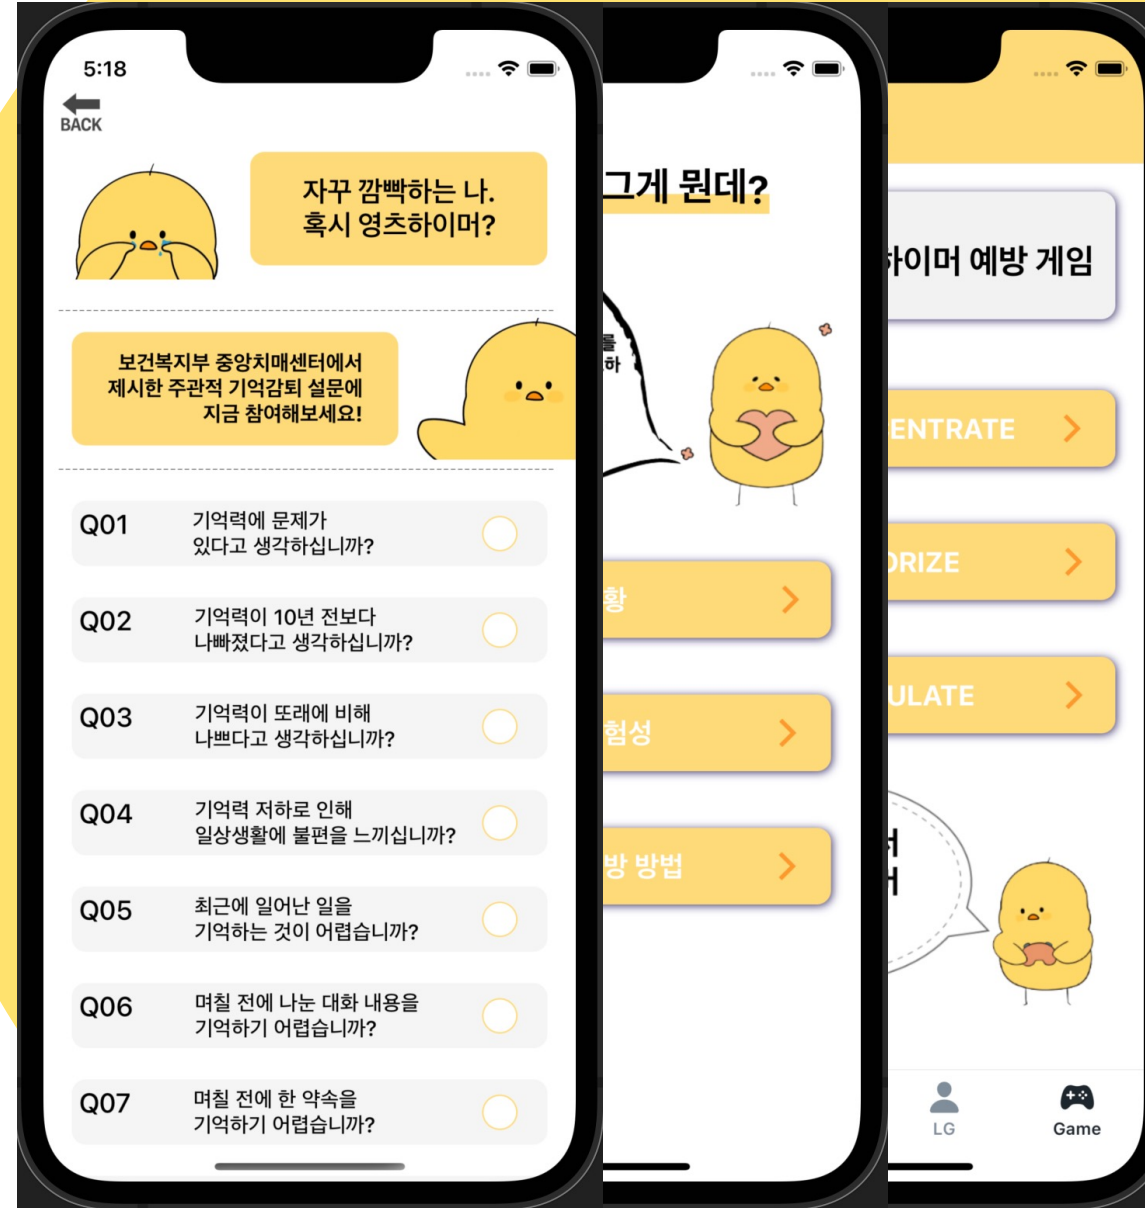 5:18
BACK
자꾸 깜빡하는 나.
혹시 영츠하이머?
보건복지부 중앙치매센터에서
제시한 주관적 기억감퇴 설문에
지금 참여해보세요!
Q01
기억력에 문제가
있다고 생각하십니까?
Q02
기억력이 10년 전보다
나빠졌다고 생각하십니까?
Q03
기억력이 또래에 비해
나쁘다고 생각하십니까?
Q04
기억력 저하로 인해
일상생활에 불편을 느끼십니까?
Q05
최근에 일어난 일을
기억하는 것이 어렵습니까?
Q06
며칠 전에 나눈 대화 내용을
기억하기 어렵습니까?
Q07
며칠 전에 한 약속을
기억하기 어렵습니까?
그게 뭔데?
를
하
황
험성
방 방법
하이머 예방 게임
ENTRATE
ORIZE
ULATE
LG
Game